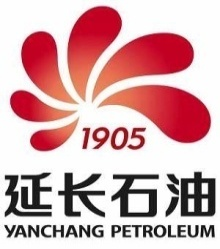 1905
延长石油
YANCHANG PETROLEUM